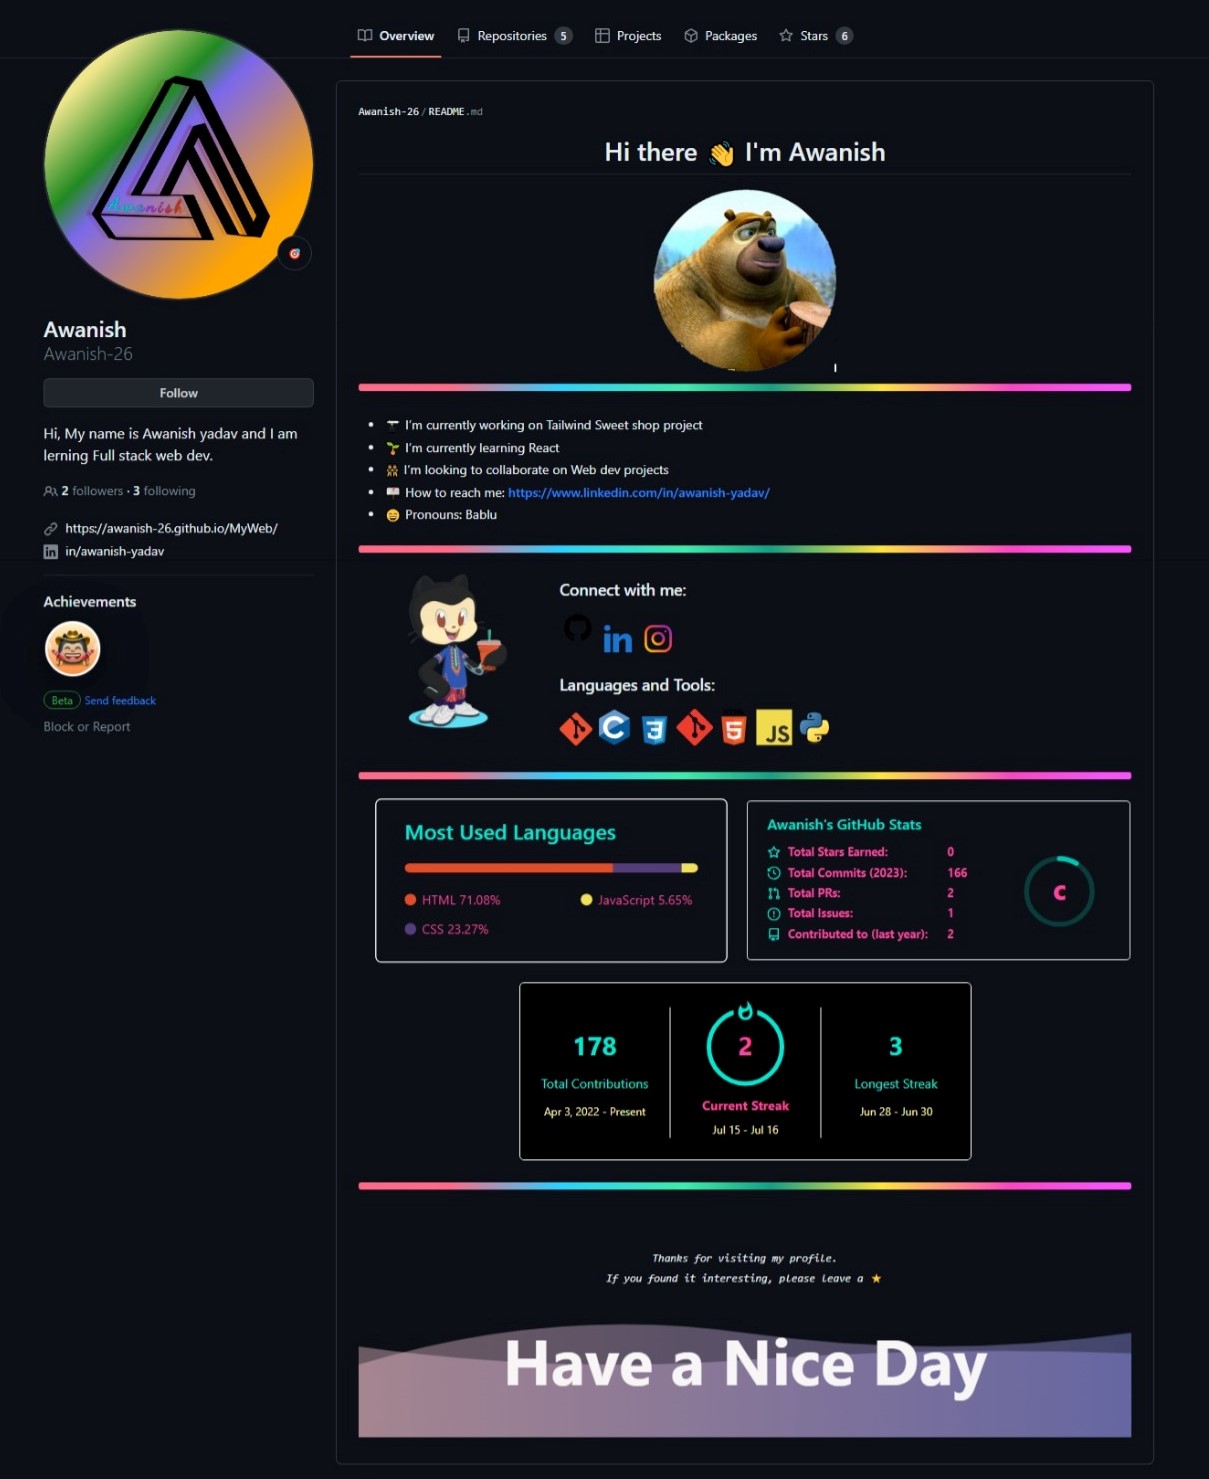 Overview
Repositories 5
Projects
Packages
Stars 6
Awanish
Awanish
Awanish-26
Follow
Hi, My name is Awanish yadav and I am
lerning Full stack web dev.
2 followers · 3 following
https://awanish-26.github.io/MyWeb/
in/awanish-yadav
Achievements
Beta Send feedback
Block or Report
Awanish-26 / README.md
Hi there 👋 I'm Awanish
• I'm currently working on Tailwind Sweet shop project
• 🌱 I'm currently learning React
• 👯 I'm looking to collaborate on Web dev projects
• 📫 How to reach me: https://www.linkedin.com/in/awanish-yadav/
• 😄 Pronouns: Bablu
Connect with me:
in
Languages and Tools:
C
3
5
JS
Most Used Languages
HTML 71.08%
JavaScript 5.65%
CSS 23.27%
Awanish's GitHub Stats
Total Stars Earned: 0
Total Commits (2023): 166
Total PRs: 2
Total Issues: 1
Contributed to (last year): 2
C
178
Total Contributions
Apr 3, 2022 - Present
2
Current Streak
Jul 15 - Jul 16
3
Longest Streak
Jun 28 - Jun 30
Thanks for visiting my profile.
If you found it interesting, please leave a ⭐
Have a Nice Day